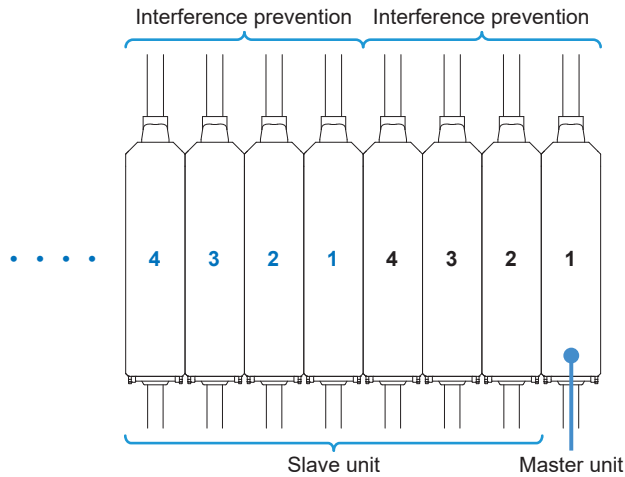 Interference prevention Interference prevention
4 3 2 1 4 3 2 1
Slave unit Master unit